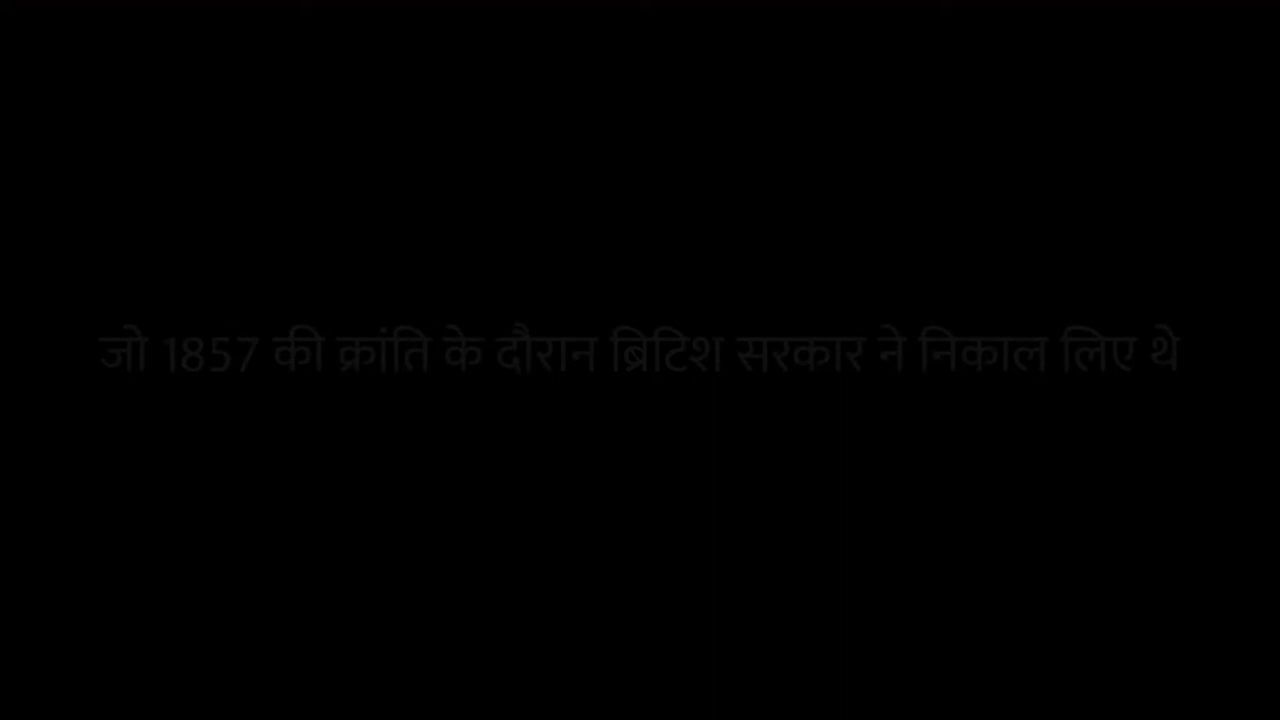 जो 1857 की क्रांति के दौरान ब्रिटिश सरकार ने निकाल लिए थे